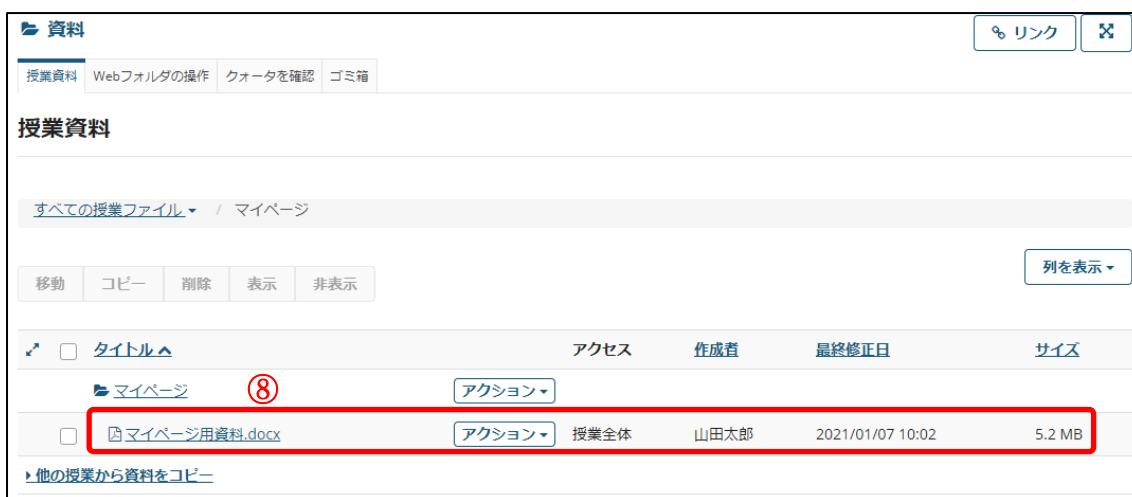 資料 リンク
授業資料 Webフォルダの操作 クォータを確認 ゴミ箱
授業資料
すべての授業ファイル / マイページ
列を表示
移動 コピー 削除 表示 非表示
タイトル アクセス 作成者 最終修正日 サイズ
マイページ ⑧ アクション
マイページ用資料.docx アクション 授業全体 山田太郎 2021/01/07 10:02 5.2 MB
他の授業から資料をコピー